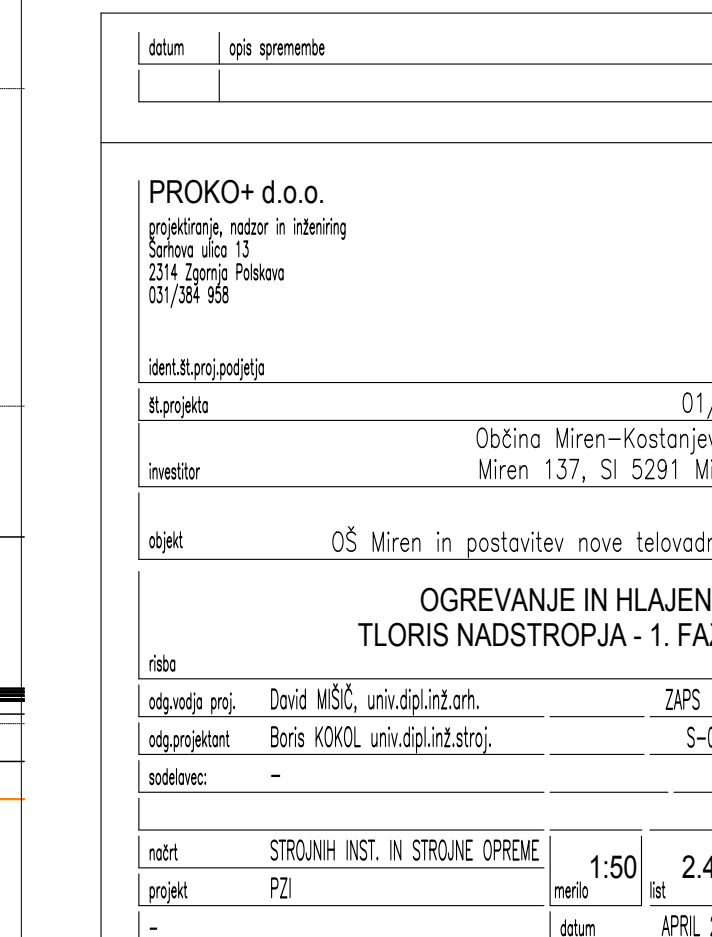 datum opis spremembe
PROKO+ d.o.o.
projektiranje, nadzor in inženiring
Šarhova ulica 13
2314 Zgornja Polskava
031/384 958
ident.št.proj.podjetja
št.projekta 01/
Občina Miren-Kostanjev
investitor Miren 137, SI 5291 Mi
objekt OŠ Miren in postavitev nove telovadn
OGREVANJE IN HLAJEN
TLORIS NADSTROPJA - 1. FAZ
risba
odg.vodja proj. David MIŠIČ, univ.dipl.inž.arh. ZAPS
odg.projektant Boris KOKOL univ.dipl.inž.stroj. S-0
sodelavec: -
načrt STROJNIH INST. IN STROJNE OPREME
projekt PZI merilo 1:50 list 2.4
- datum APRIL 2